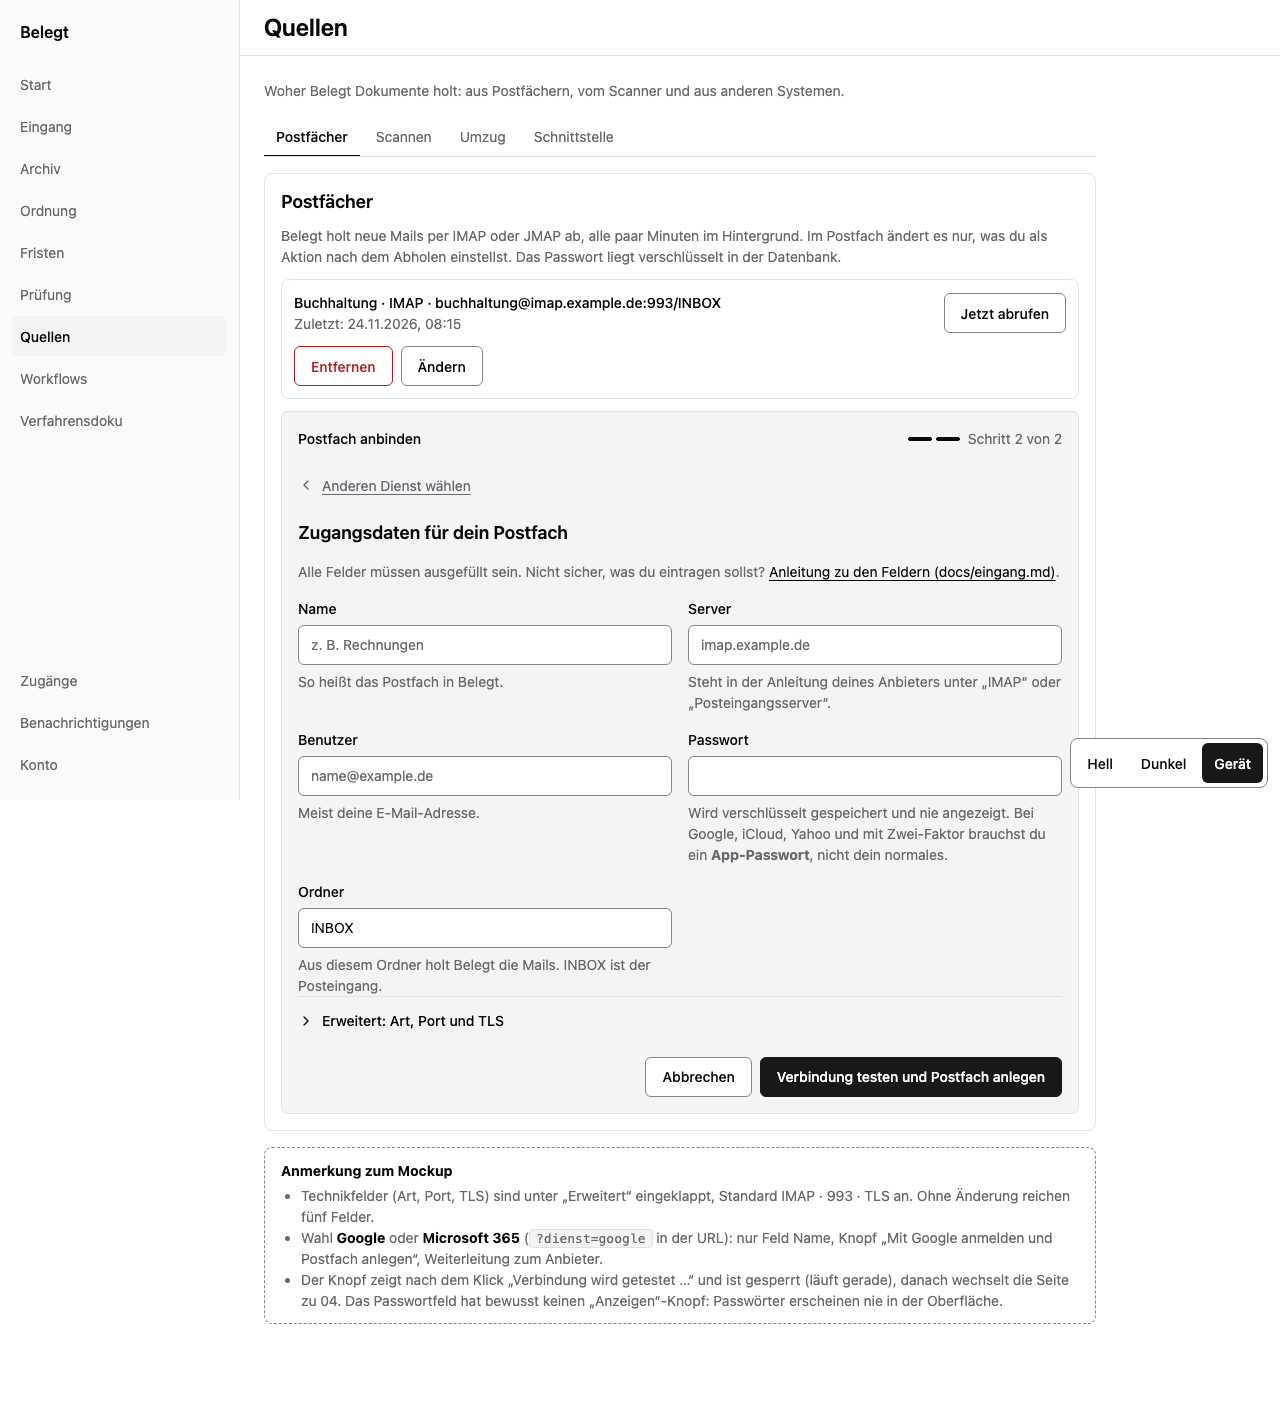 Belegt
Start
Eingang
Archiv
Ordnung
Fristen
Prüfung
Quellen
Workflows
Verfahrensdoku
Zugänge
Benachrichtigungen
Konto
Quellen
Woher Belegt Dokumente holt: aus Postfächern, vom Scanner und aus anderen Systemen.
Postfächer Scannen Umzug Schnittstelle
Postfächer
Belegt holt neue Mails per IMAP oder JMAP ab, alle paar Minuten im Hintergrund. Im Postfach ändert es nur, was du als
Aktion nach dem Abholen einstellst. Das Passwort liegt verschlüsselt in der Datenbank.
Buchhaltung · IMAP · buchhaltung@imap.example.de:993/INBOX
Zuletzt: 24.11.2026, 08:15
Jetzt abrufen
Entfernen Ändern
Postfach anbinden
Schritt 2 von 2
Anderen Dienst wählen
Zugangsdaten für dein Postfach
Alle Felder müssen ausgefüllt sein. Nicht sicher, was du eintragen sollst? Anleitung zu den Feldern (docs/eingang.md).
Name
z. B. Rechnungen
So heißt das Postfach in Belegt.
Server
imap.example.de
Steht in der Anleitung deines Anbieters unter „IMAP“ oder
„Posteingangsserver“.
Benutzer
name@example.de
Meist deine E-Mail-Adresse.
Passwort
Wird verschlüsselt gespeichert und nie angezeigt. Bei
Google, iCloud, Yahoo und mit Zwei-Faktor brauchst du
ein App-Passwort, nicht dein normales.
Hell Dunkel Gerät
Ordner
INBOX
Aus diesem Ordner holt Belegt die Mails. INBOX ist der
Posteingang.
Erweitert: Art, Port und TLS
Abbrechen Verbindung testen und Postfach anlegen
Anmerkung zum Mockup
• Technikfelder (Art, Port, TLS) sind unter „Erweitert“ eingeklappt, Standard IMAP · 993 · TLS an. Ohne Änderung reichen
fünf Felder.
• Wahl Google oder Microsoft 365 (?dienst=google in der URL): nur Feld Name, Knopf „Mit Google anmelden und
Postfach anlegen“, Weiterleitung zum Anbieter.
• Der Knopf zeigt nach dem Klick „Verbindung wird getestet …“ und ist gesperrt (läuft gerade), danach wechselt die Seite
zu 04. Das Passwortfeld hat bewusst keinen „Anzeigen“-Knopf: Passwörter erscheinen nie in der Oberfläche.